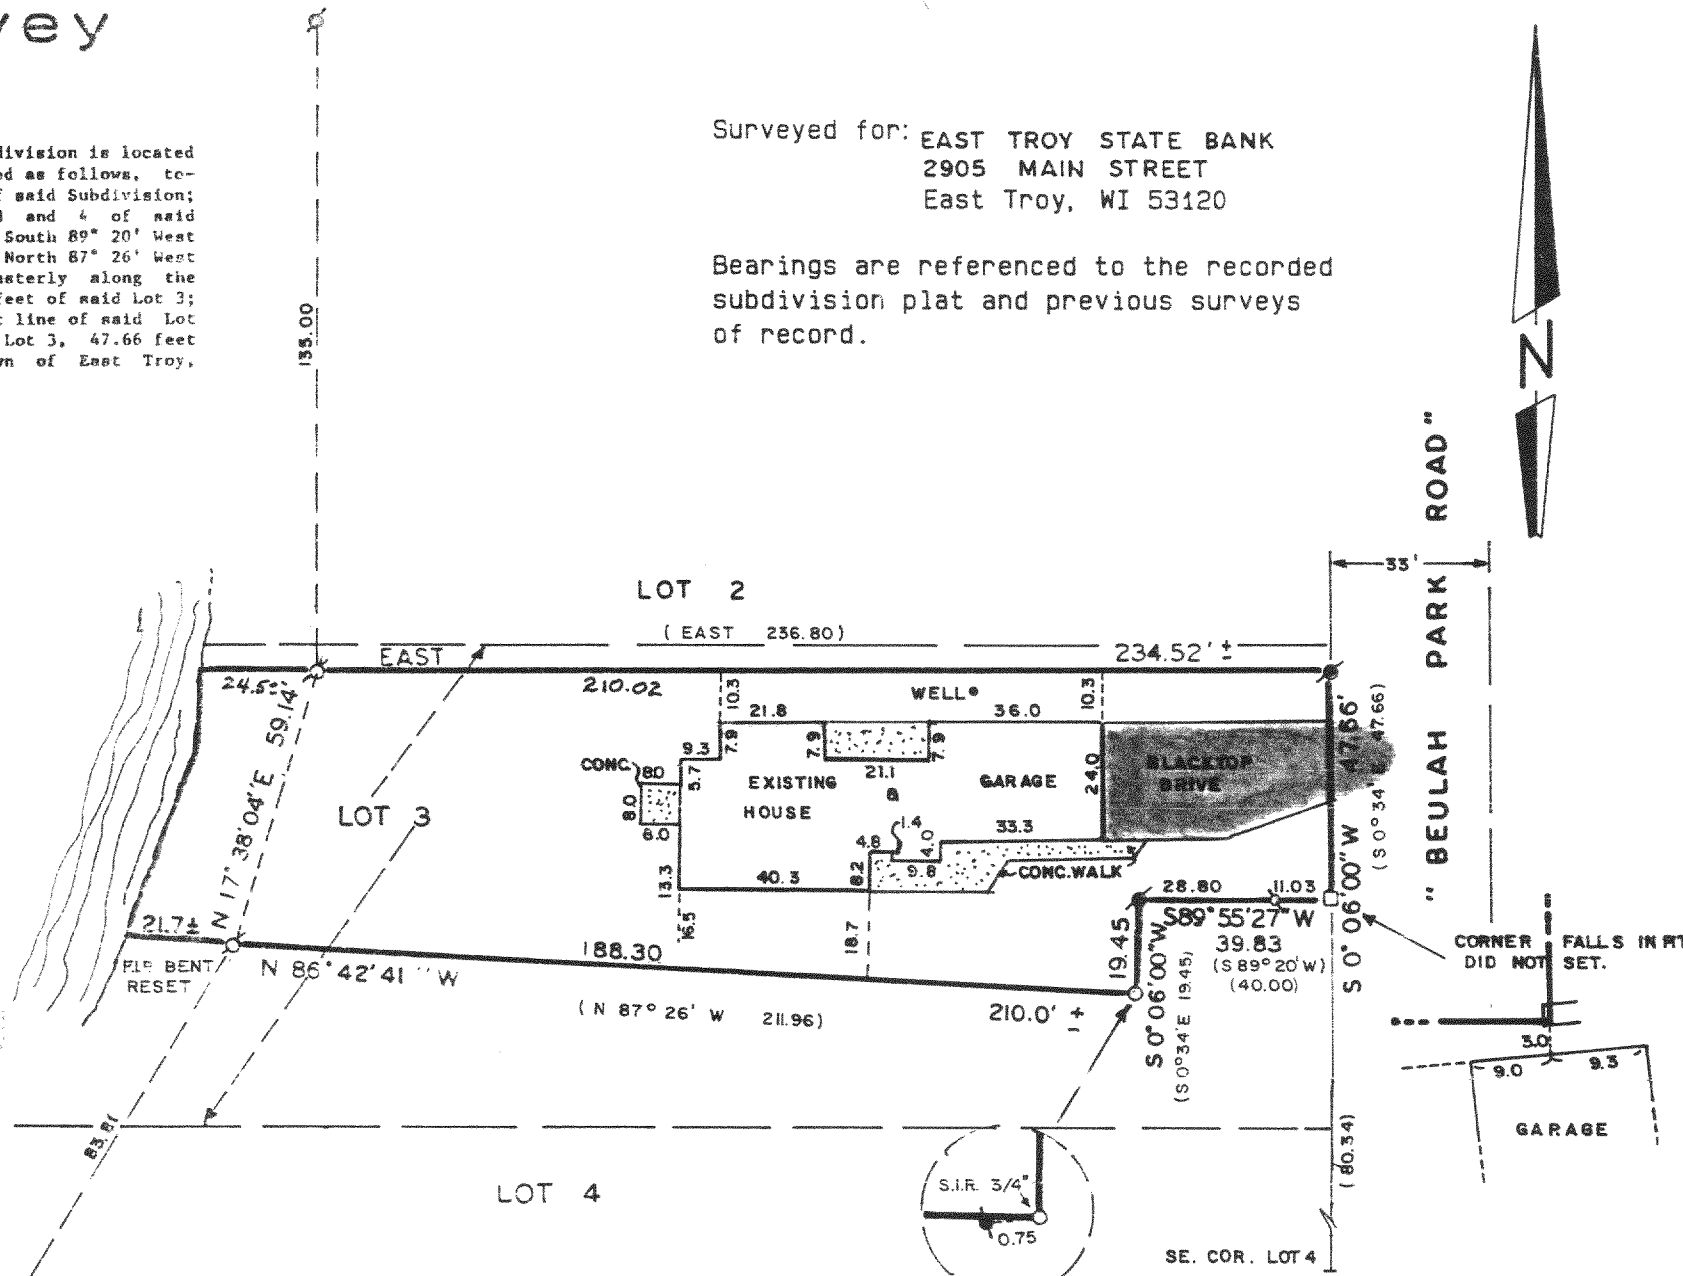 vey
division is located
ed as follows, to-
f said Subdivision;
and 4 of said
South 89° 20' West
North 87° 26' West
asterly along the
feet of said Lot 3;
line of said Lot
Lot 3, 47.66 feet
wn of East Troy,
Surveyed for:
EAST TROY STATE BANK
2905 MAIN STREET
East Troy, WI 53120
Bearings are referenced to the recorded
subdivision plat and previous surveys
of record.
N
135.00
"BEULAH PARK ROAD"
33'
LOT 2
( EAST 236.80)
EAST
234.52' ±
24.5±'
210.02
10.3
WELL
10.3
N 17° 38' 04" E 59.14'
21.8
36.0
7.9
7.9
7.9
9.3
CONC.
8.0
5.7
21.1
EXISTING
HOUSE
&
GARAGE
24.0
BLACKTOP
DRIVE
8.0
6.0
LOT 3
1.4
4.8
4.0
33.3
9.8
8.2
CONC. WALK
13.3
40.3
16.5
18.7
S 0° 06' 00" W 47.66'
(S 0° 34' E 47.66)
28.80
11.03
S89° 55' 27" W
39.83
(S 89° 20' W)
(40.00)
19.45
S 0° 06' 00" W
(S 0° 34' E 19.45)
21.7±
188.30
BENT
RESET
N 86° 42' 41" W
( N 87° 26' W 211.96)
210.0' ±
CORNER FALLS IN
DID NOT SET.
3.0
9.0
9.3
GARAGE
83.81
(80.34)
LOT 4
S.I.R. 3/4"
0.75
SE. COR. LOT 4